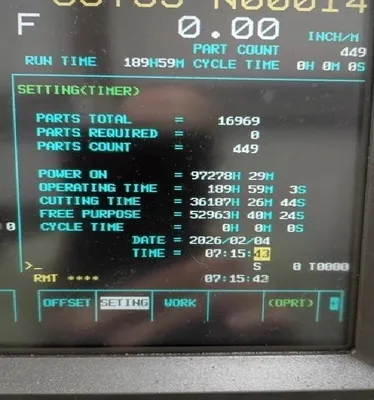 N00014
F 0.00 INCH/M
PART COUNT 449
RUN TIME 189H59M CYCLE TIME 0H 0M 0S
SETTING(TIMER)
PARTS TOTAL = 16969
PARTS REQUIRED = 0
PARTS COUNT = 449
POWER ON = 97278H 29M
OPERATING TIME = 189H 59M 3S
CUTTING TIME = 36187H 26M 44S
FREE PURPOSE = 52963H 40M 24S
CYCLE TIME = 0H 0M 0S
DATE = 2026/02/04
TIME = 07:15:43
>_ S 0 T0000
RMT **** 07:15:43
OFFSET SETING WORK (OPRT)